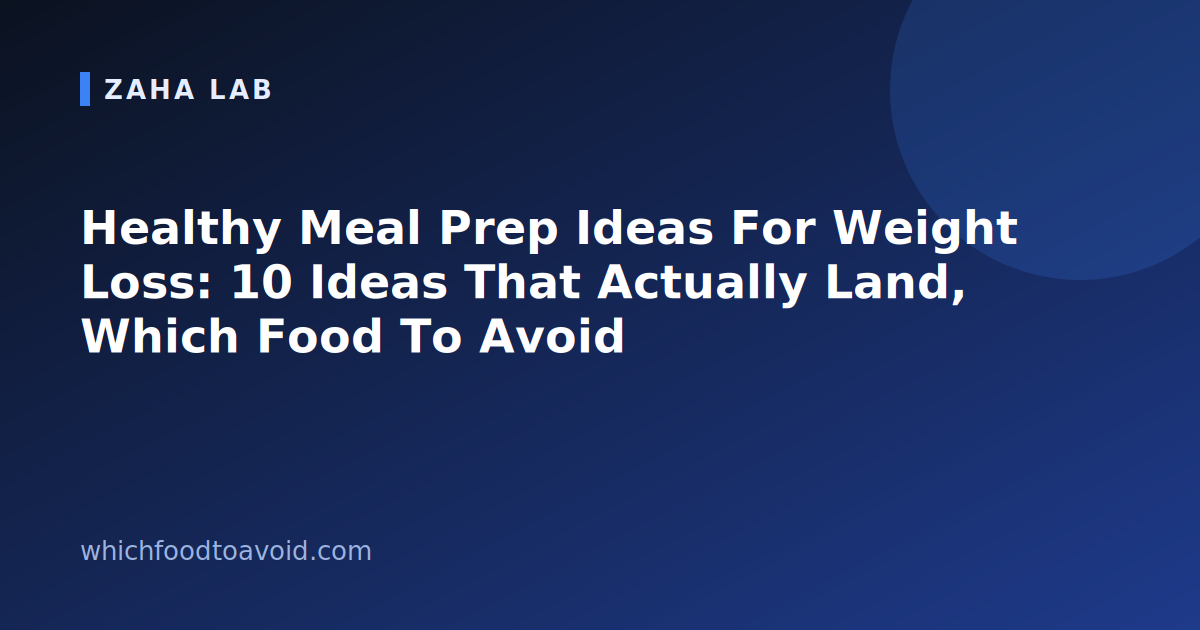 ZAHA LAB
Healthy Meal Prep Ideas For Weight
Loss: 10 Ideas That Actually Land,
Which Food To Avoid
whichfoodtoavoid.com